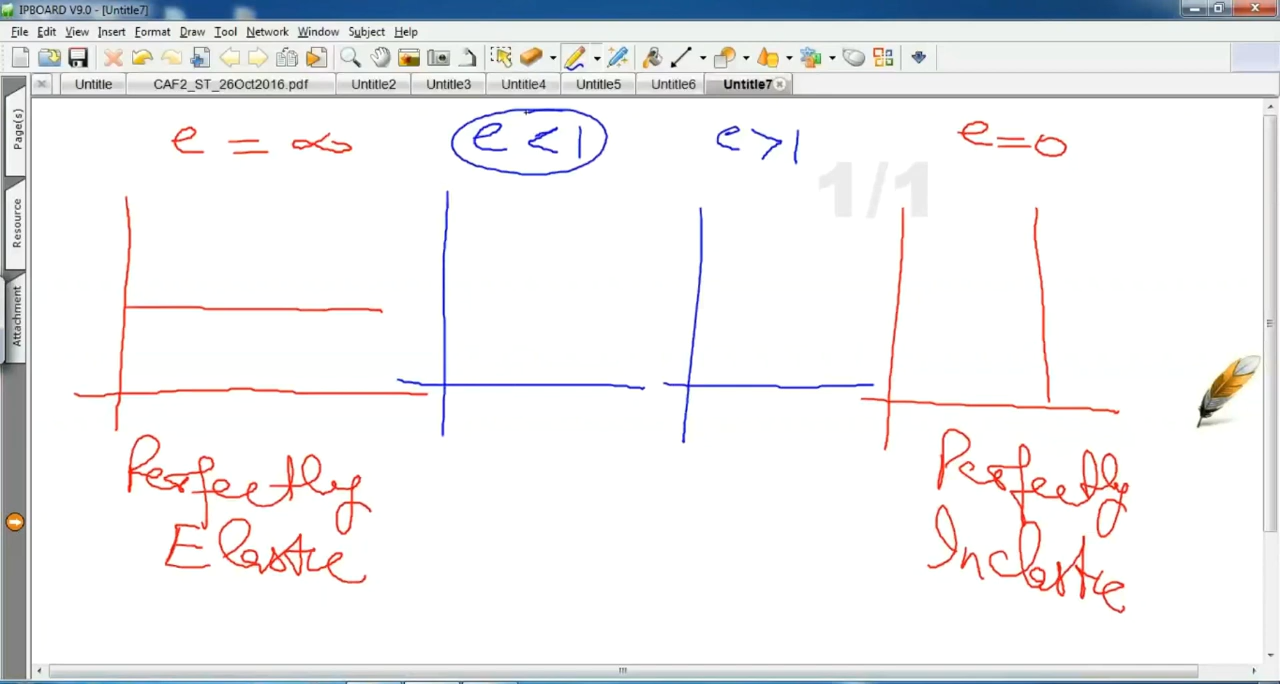 IPBOARD V9.0 - [Untitle7]
File Edit View Insert Format Draw Tool Network Window Subject Help
Untitle CAF2_ST_26Oct2016.pdf Untitle2 Untitle3 Untitle4 Untitle5 Untitle6 Untitle7
Page(s)
Resource
Attachment
e = ∞ e < 1 e > 1 e = 0
1/1
Perfectly
Elastic
Perfectly
Inelastic